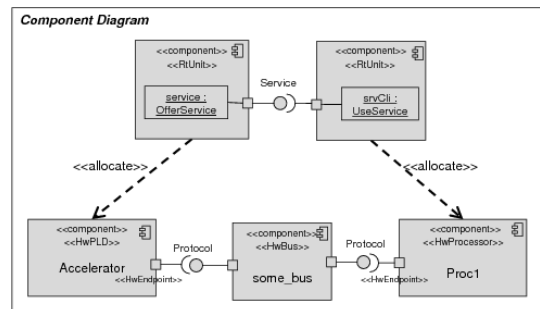 Component Diagram
<<component>>
<<RtUnit>>
service :
OfferService
Service
<<component>>
<<RtUnit>>
srvCli :
UseService
<<allocate>>
<<allocate>>
<<component>>
<<HwPLD>>
Accelerator
<<HwEndpoint>>
Protocol
<<component>>
<<HwBus>>
some_bus
Protocol
<<HwEndpoint>>
<<component>>
<<HwProcessor>>
Proc1